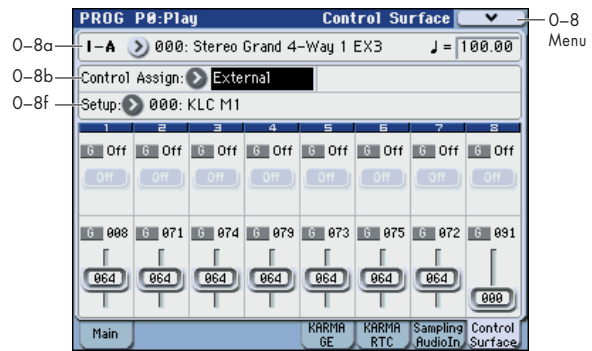 PROG P0:Play Control Surface
0–8
Menu
0–8a
I–A 000: Stereo Grand 4-Way 1 EX3 ♩= 100.00
0–8b
Control Assign: External
0–8f
Setup: 000: KLC M1
1 2 3 4 5 6 7 8
G Off G Off G Off G Off G Off G Off G Off G Off
Off Off Off Off Off Off Off Off
G 008 G 071 G 074 G 079 G 073 G 075 G 072 G 091
064 064 064 064 064 064 064 000
Main KARMA GE KARMA RTC Sampling AudioIn Control Surface